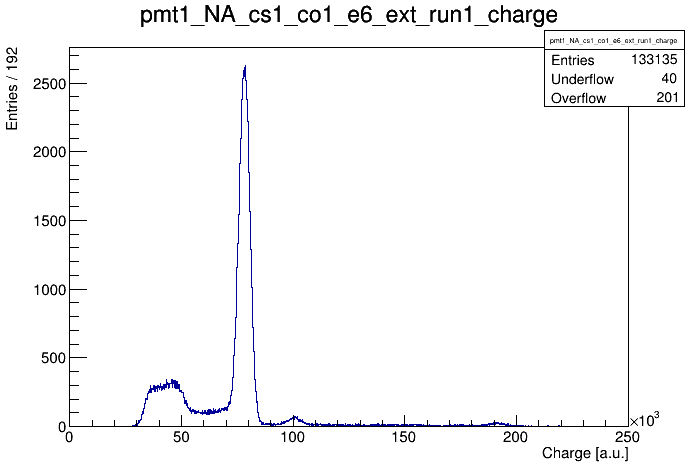 pmt1_NA_cs1_co1_e6_ext_run1_charge
pmt1_NA_cs1_co1_e6_ext_run1_charge
Entries 133135
Underflow 40
Overflow 201
Entries / 192
2500
2000
1500
1000
500
0
0 50 100 150 200 250
×10³
Charge [a.u.]